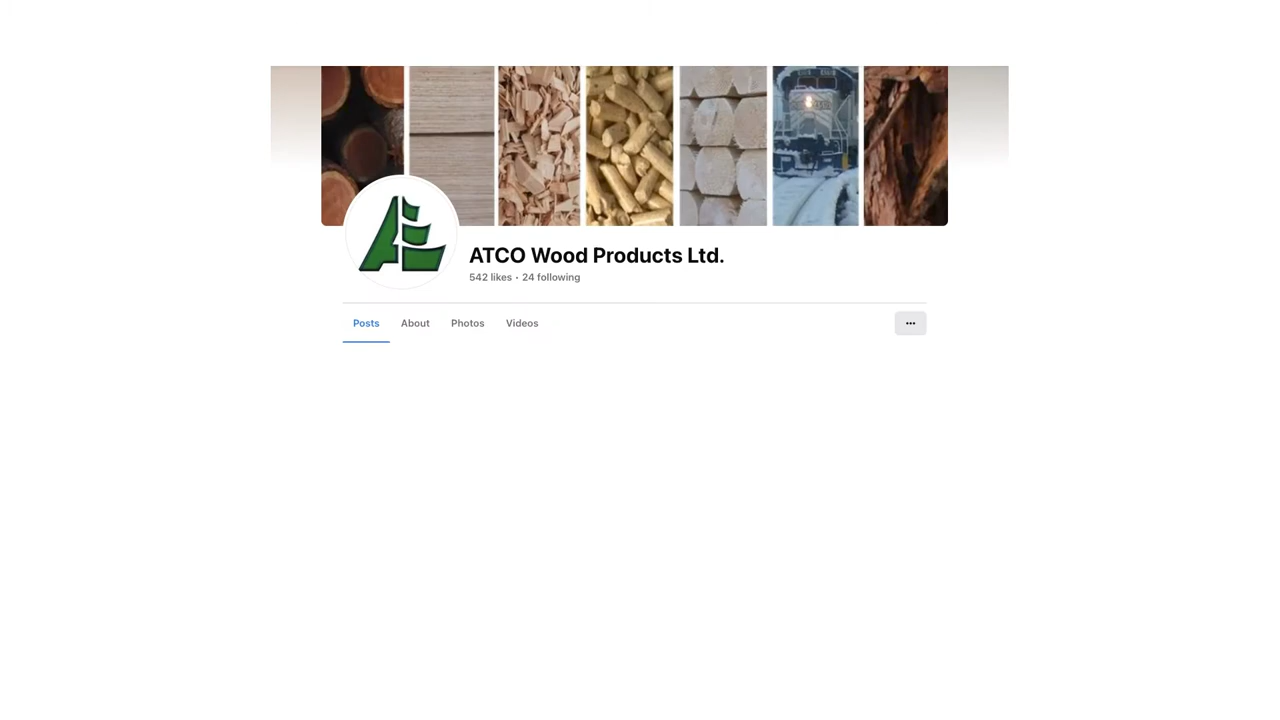 ATCO Wood Products Ltd.
542 likes • 24 following
Posts About Photos Videos